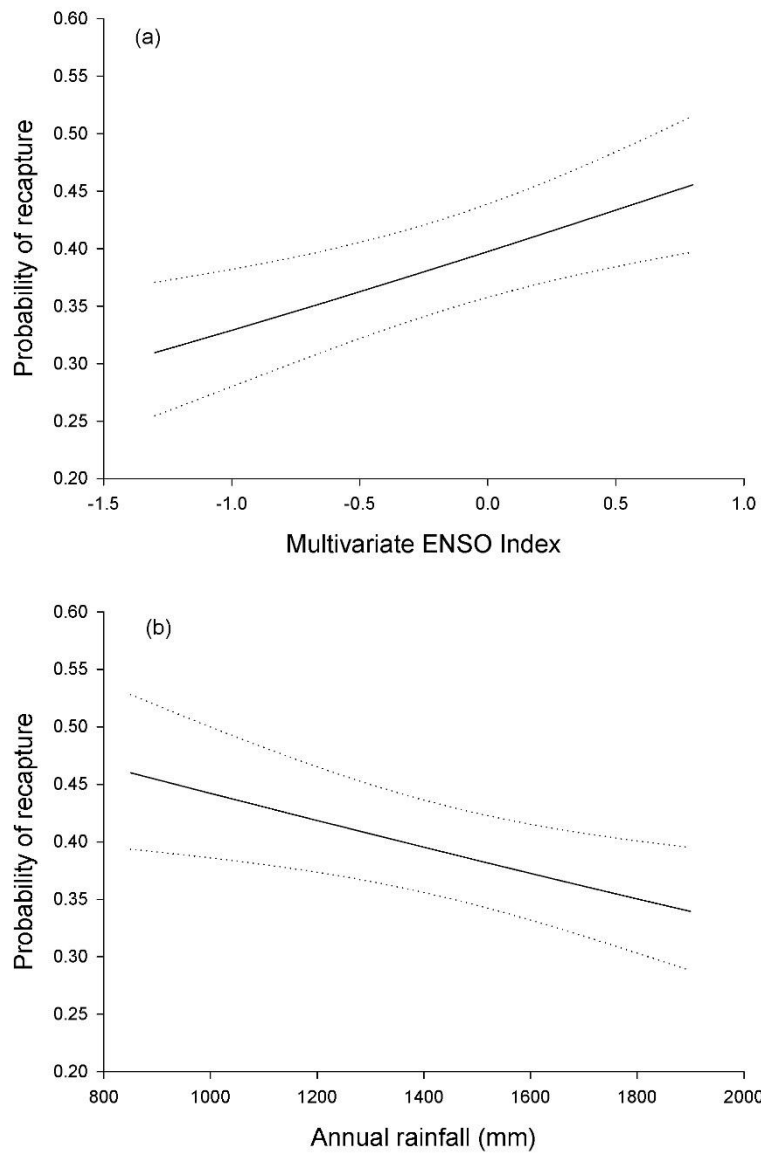 (a)
0.60
0.55
0.50
0.45
0.40
0.35
0.30
0.25
0.20
Probability of recapture
-1.5 -1.0 -0.5 0.0 0.5 1.0
Multivariate ENSO Index
(b)
0.60
0.55
0.50
0.45
0.40
0.35
0.30
0.25
0.20
Probability of recapture
800 1000 1200 1400 1600 1800 2000
Annual rainfall (mm)